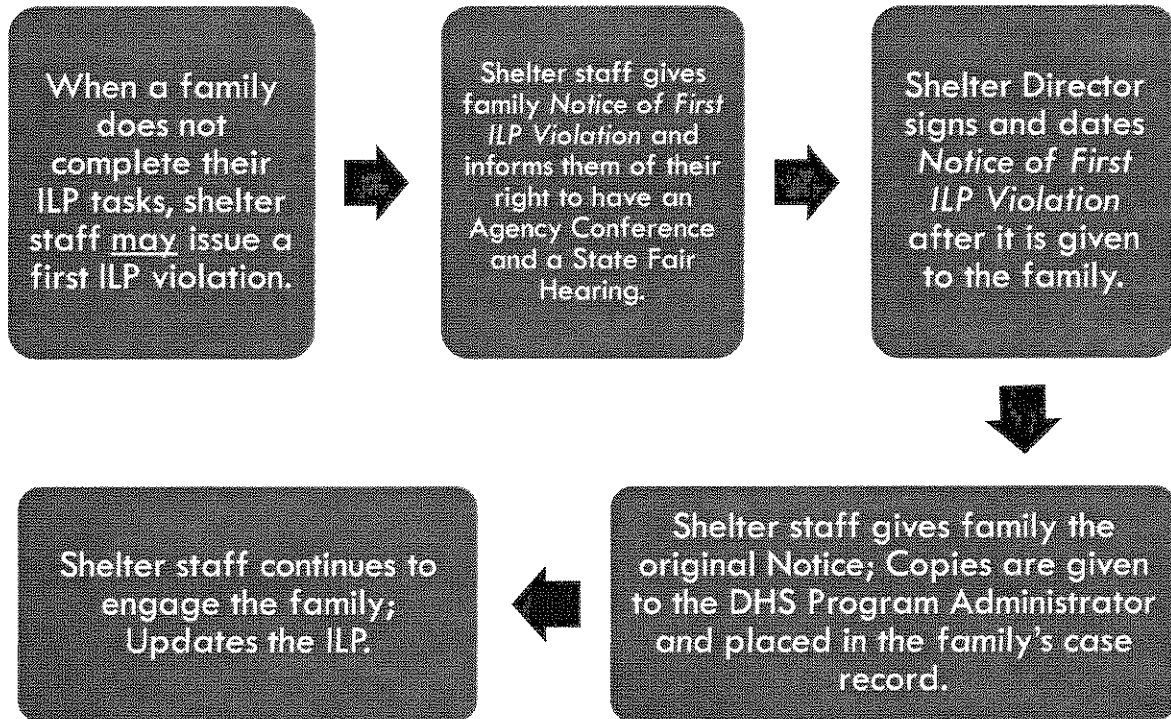 When a family
does not
complete their
ILP tasks, shelter
staff may issue a
first ILP violation.
Shelter staff gives
family Notice of First
ILP Violation and
informs them of their
right to have an
Agency Conference
and a State Fair
Hearing.
Shelter Director
signs and dates
Notice of First
ILP Violation
after it is given
to the family.
Shelter staff gives family the
original Notice; Copies are given
to the DHS Program Administrator
and placed in the family's case
record.
Shelter staff continues to
engage the family;
Updates the ILP.